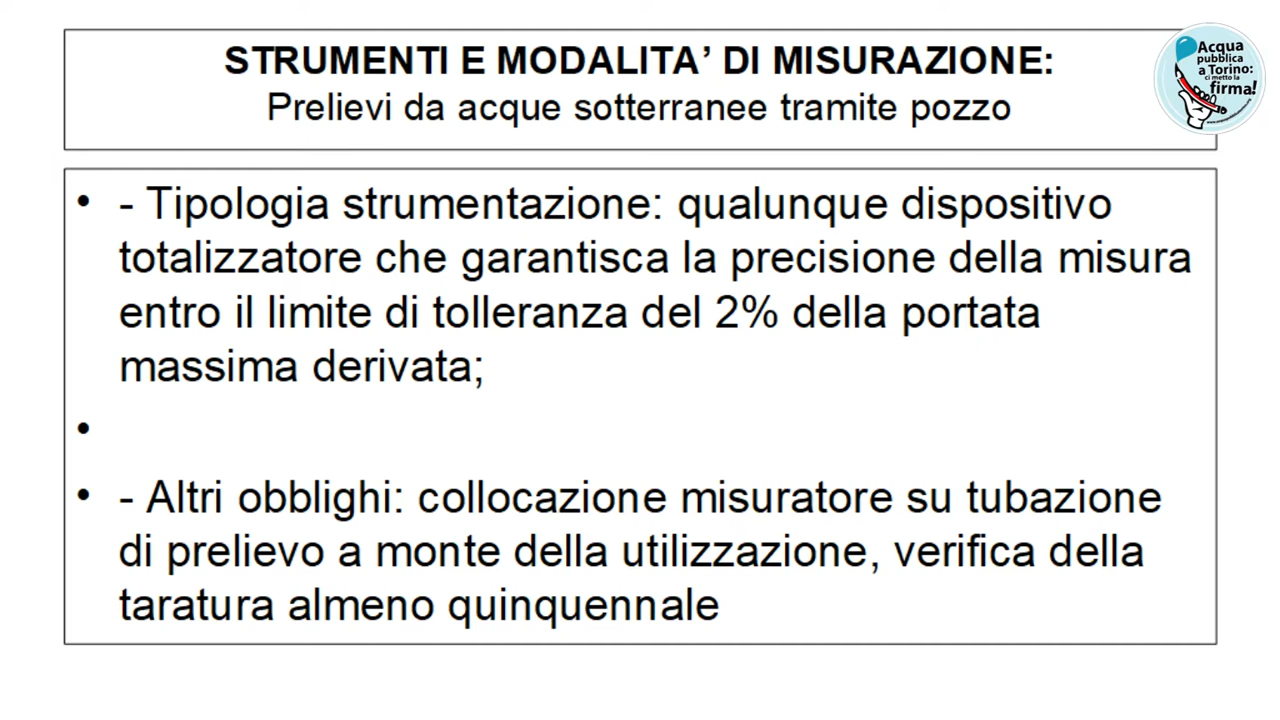 STRUMENTI E MODALITA’ DI MISURAZIONE:
Prelievi da acque sotterranee tramite pozzo
Acqua
pubblica
a Torino:
ci metto la
firma!
• - Tipologia strumentazione: qualunque dispositivo
totalizzatore che garantisca la precisione della misura
entro il limite di tolleranza del 2% della portata
massima derivata;
•
• - Altri obblighi: collocazione misuratore su tubazione
di prelievo a monte della utilizzazione, verifica della
taratura almeno quinquennale